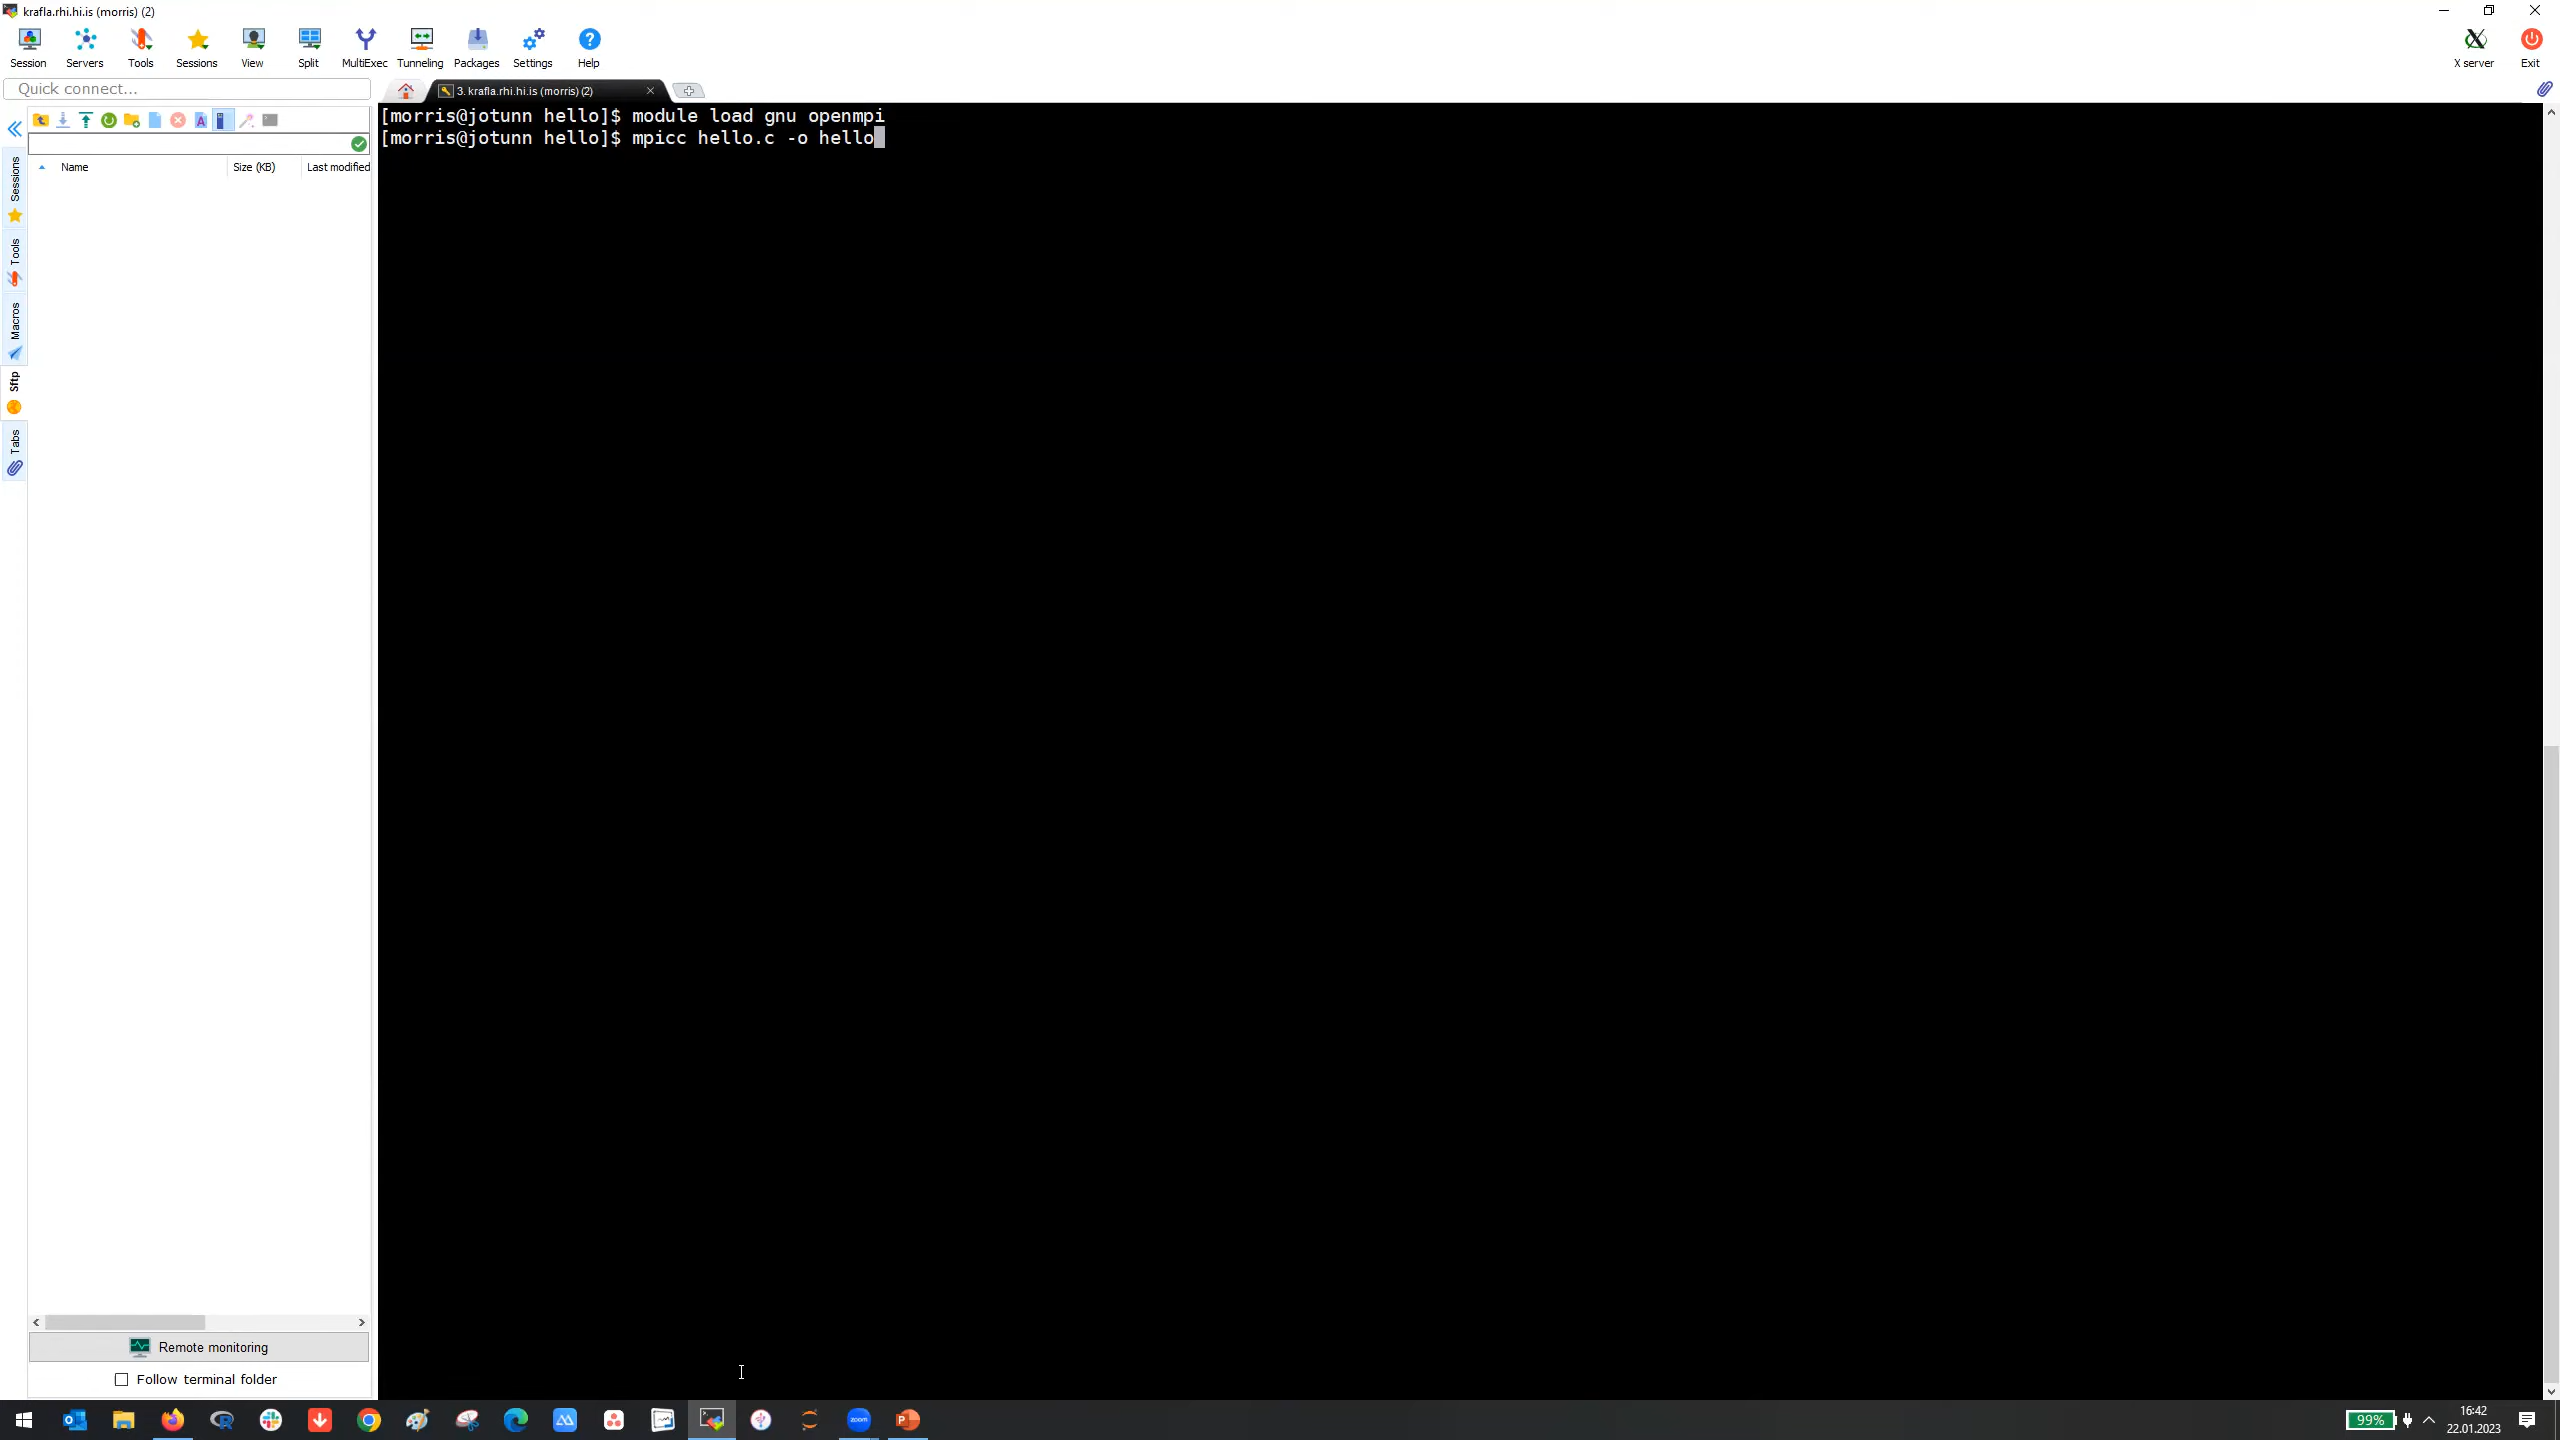 krafla.rhi.hi.is (morris) (2)
Session Servers Tools Sessions View Split MultiExec Tunneling Packages Settings Help X server Exit
Quick connect...
3. krafla.rhi.hi.is (morris) (2)
[morris@jotunn hello]$ module load gnu openmpi
[morris@jotunn hello]$ mpicc hello.c -o hello
Name Size (KB) Last modified
Sessions
Tools
Macros
Sftp
Tabs
Remote monitoring
Follow terminal folder
zoom
99%
16:42
22.01.2023